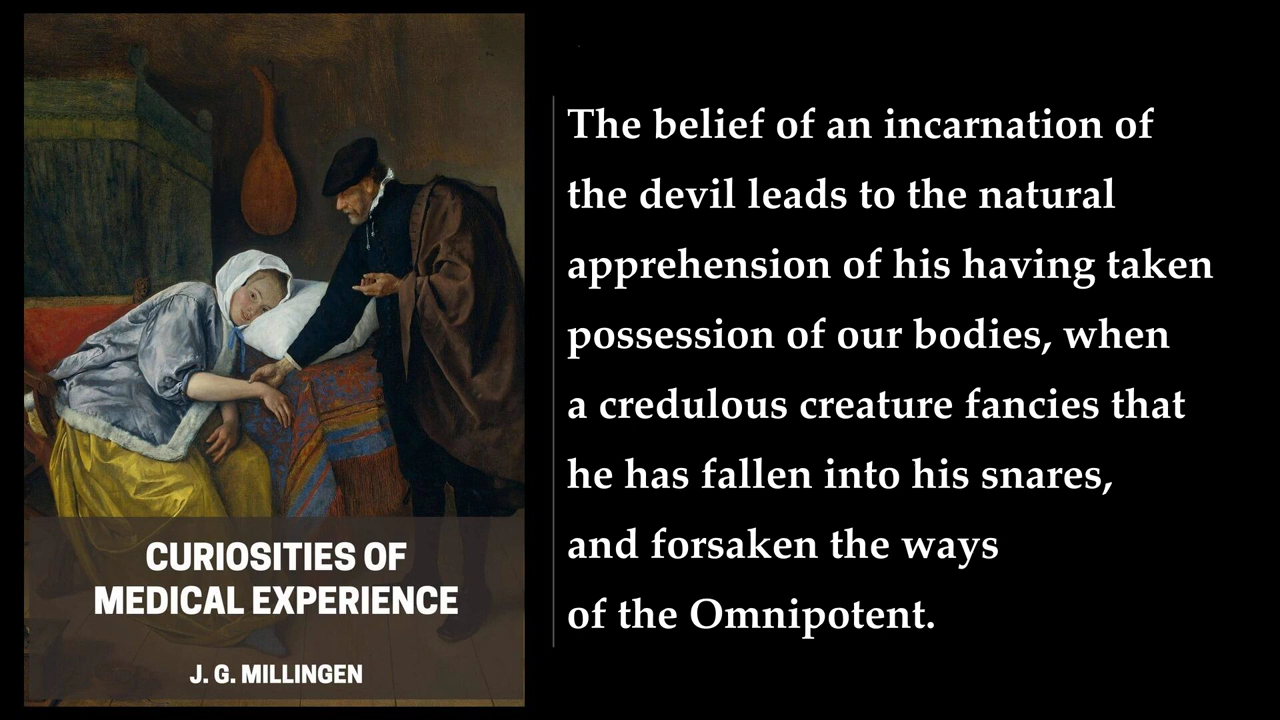 CURIOSITIES OF
MEDICAL EXPERIENCE
J. G. MILLINGEN
The belief of an incarnation of
the devil leads to the natural
apprehension of his having taken
possession of our bodies, when
a credulous creature fancies that
he has fallen into his snares,
and forsaken the ways
of the Omnipotent.